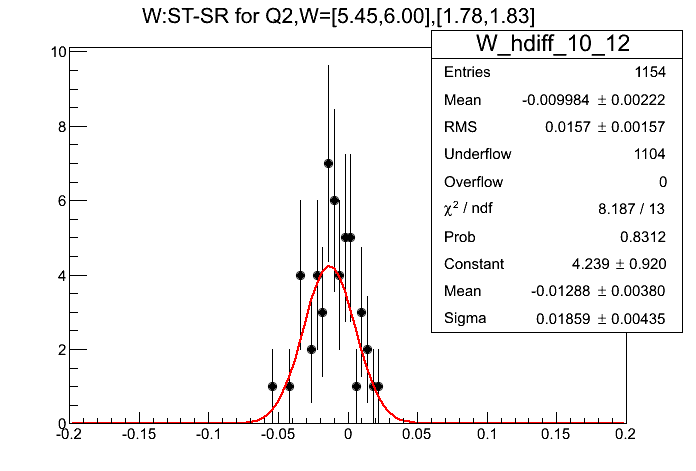 W:ST-SR for Q2,W=[5.45,6.00],[1.78,1.83]
W_hdiff_10_12
Entries 1154
Mean -0.009984 ± 0.00222
RMS 0.0157 ± 0.00157
Underflow 1104
Overflow 0
χ² / ndf 8.187 / 13
Prob 0.8312
Constant 4.239 ± 0.920
Mean -0.01288 ± 0.00380
Sigma 0.01859 ± 0.00435
10
8
6
4
2
0
-0.2 -0.15 -0.1 -0.05 0 0.05 0.1 0.15 0.2